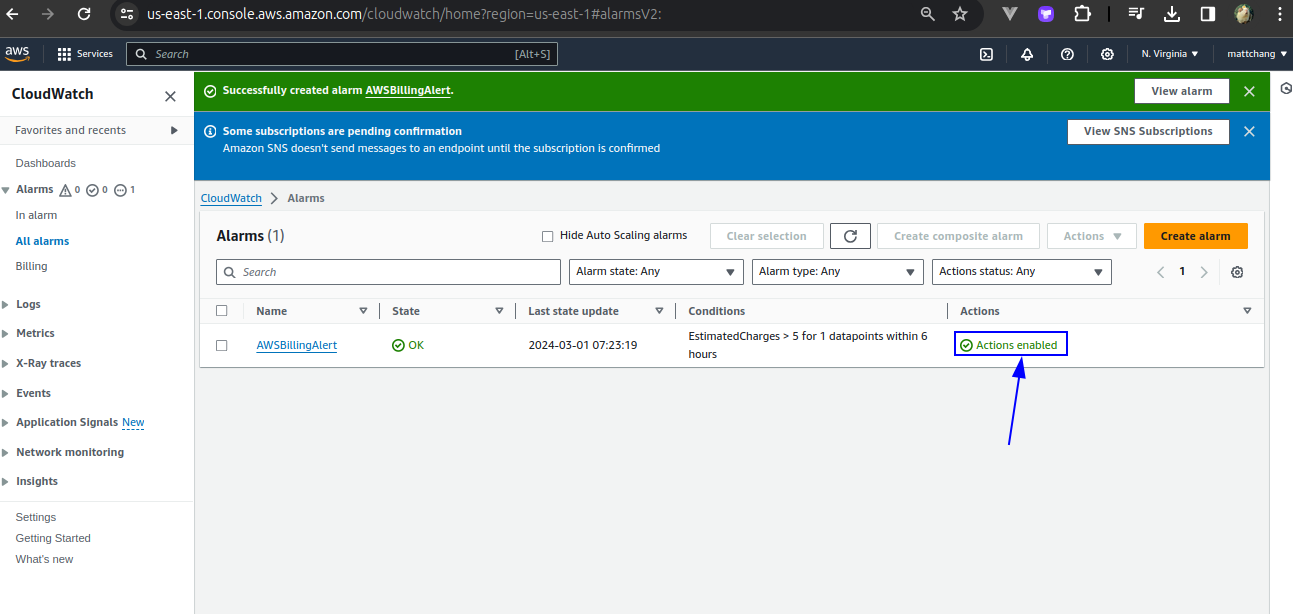 us-east-1.console.aws.amazon.com/cloudwatch/home?region=us-east-1#alarmsV2:
aws
Services
Search
[Alt+S]
N. Virginia
mattchang
CloudWatch
Favorites and recents
Dashboards
Alarms 0 0 1
In alarm
All alarms
Billing
Logs
Metrics
X-Ray traces
Events
Application Signals New
Network monitoring
Insights
Settings
Getting Started
What's new
Successfully created alarm AWSBillingAlert.
View alarm
Some subscriptions are pending confirmation
Amazon SNS doesn't send messages to an endpoint until the subscription is confirmed
View SNS Subscriptions
CloudWatch
Alarms
Alarms (1)
Hide Auto Scaling alarms
Clear selection
Create composite alarm
Actions
Create alarm
Search
Alarm state: Any
Alarm type: Any
Actions status: Any
1
Name
State
Last state update
Conditions
Actions
AWSBillingAlert
OK
2024-03-01 07:23:19
EstimatedCharges > 5 for 1 datapoints within 6
hours
Actions enabled